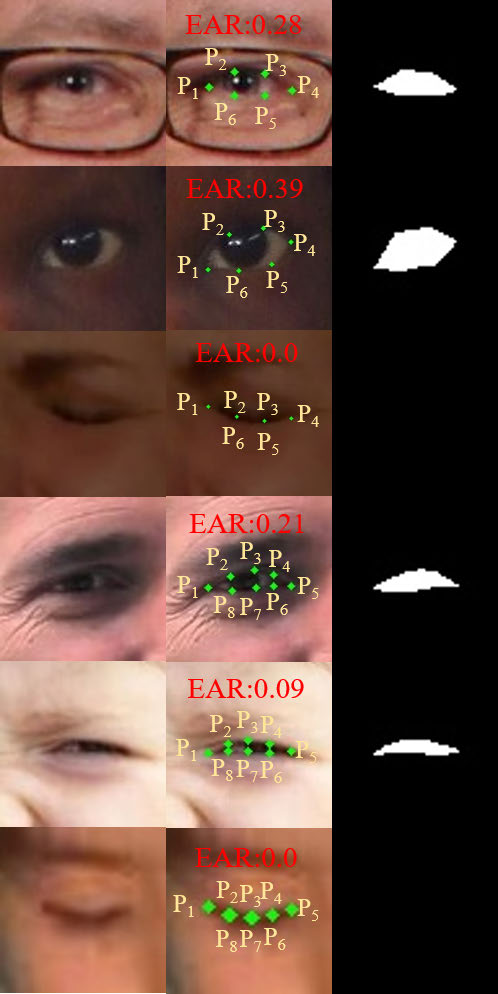 EAR:0.28
P2 P3
P1 P4
P6 P5
EAR:0.39
P2 P3
P4
P1
P6 P5
EAR:0.0
P1 P2 P3 P4
P6 P5
EAR:0.21
P2 P3 P4
P1 P5
P8 P7 P6
EAR:0.09
P2 P3 P4
P1 P5
P8 P7 P6
EAR:0.0
P2 P3 P4
P1 P5
P8 P7 P6